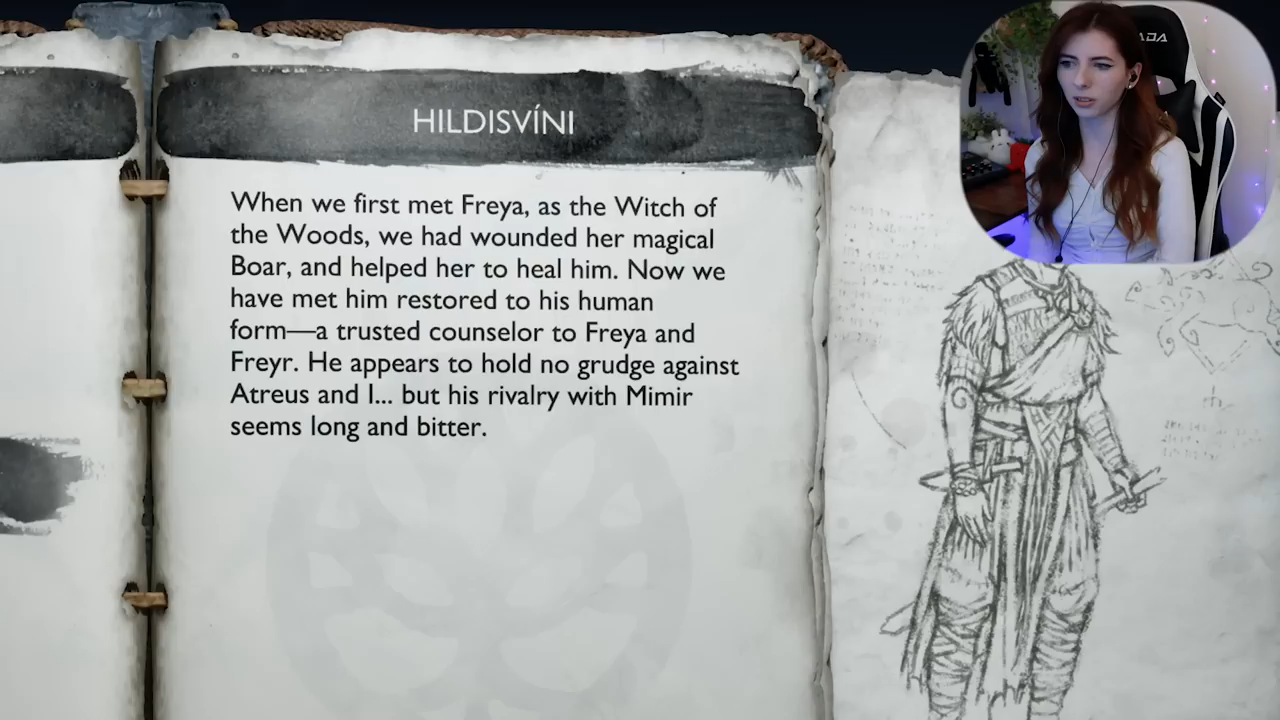 HILDISVÍNI
When we first met Freya, as the Witch of
the Woods, we had wounded her magical
Boar, and helped her to heal him. Now we
have met him restored to his human
form—a trusted counselor to Freya and
Freyr. He appears to hold no grudge against
Atreus and I... but his rivalry with Mimir
seems long and bitter.